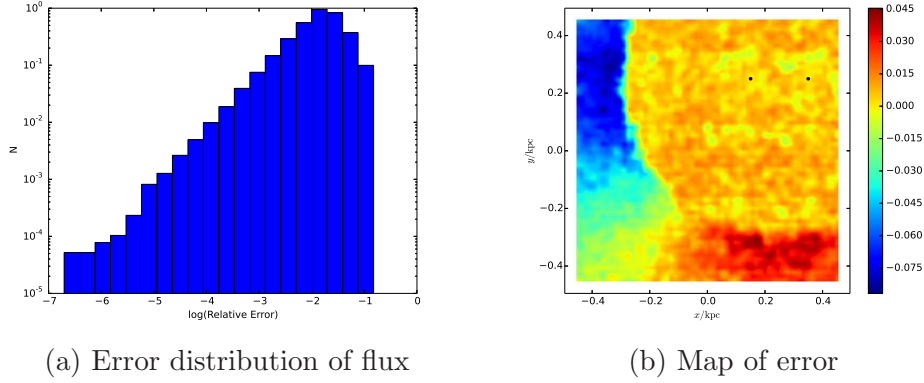 10^0
10^-1
10^-2
10^-3
10^-4
10^-5
N
−7 −6 −5 −4 −3 −2 −1 0
log(Relative Error)
(a) Error distribution of flux
0.4
0.2
0.0
−0.2
−0.4
y/kpc
−0.4 −0.2 0.0 0.2 0.4
x/kpc
0.045
0.030
0.015
0.000
−0.015
−0.030
−0.045
−0.060
−0.075
(b) Map of error